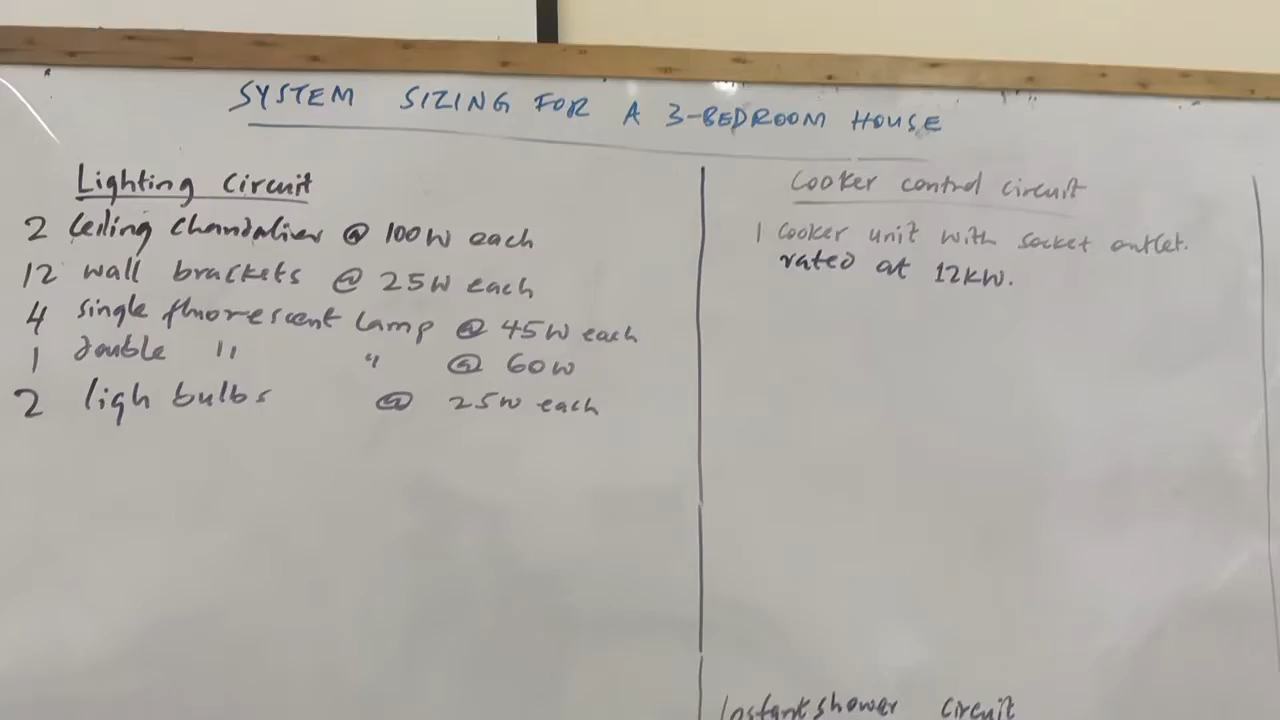 SYSTEM SIZING FOR A 3-BEDROOM HOUSE
Lighting Circuit
2 Ceiling Chandaliers @ 100W each
12 wall brackets @ 25W each
4 single fluorescent Lamp @ 45W each
1 double " " @ 60W
2 ligh bulbs @ 25W each
Cooker control circuit
1 Cooker unit with socket outlet.
rated at 12KW.
Instant shower circuit